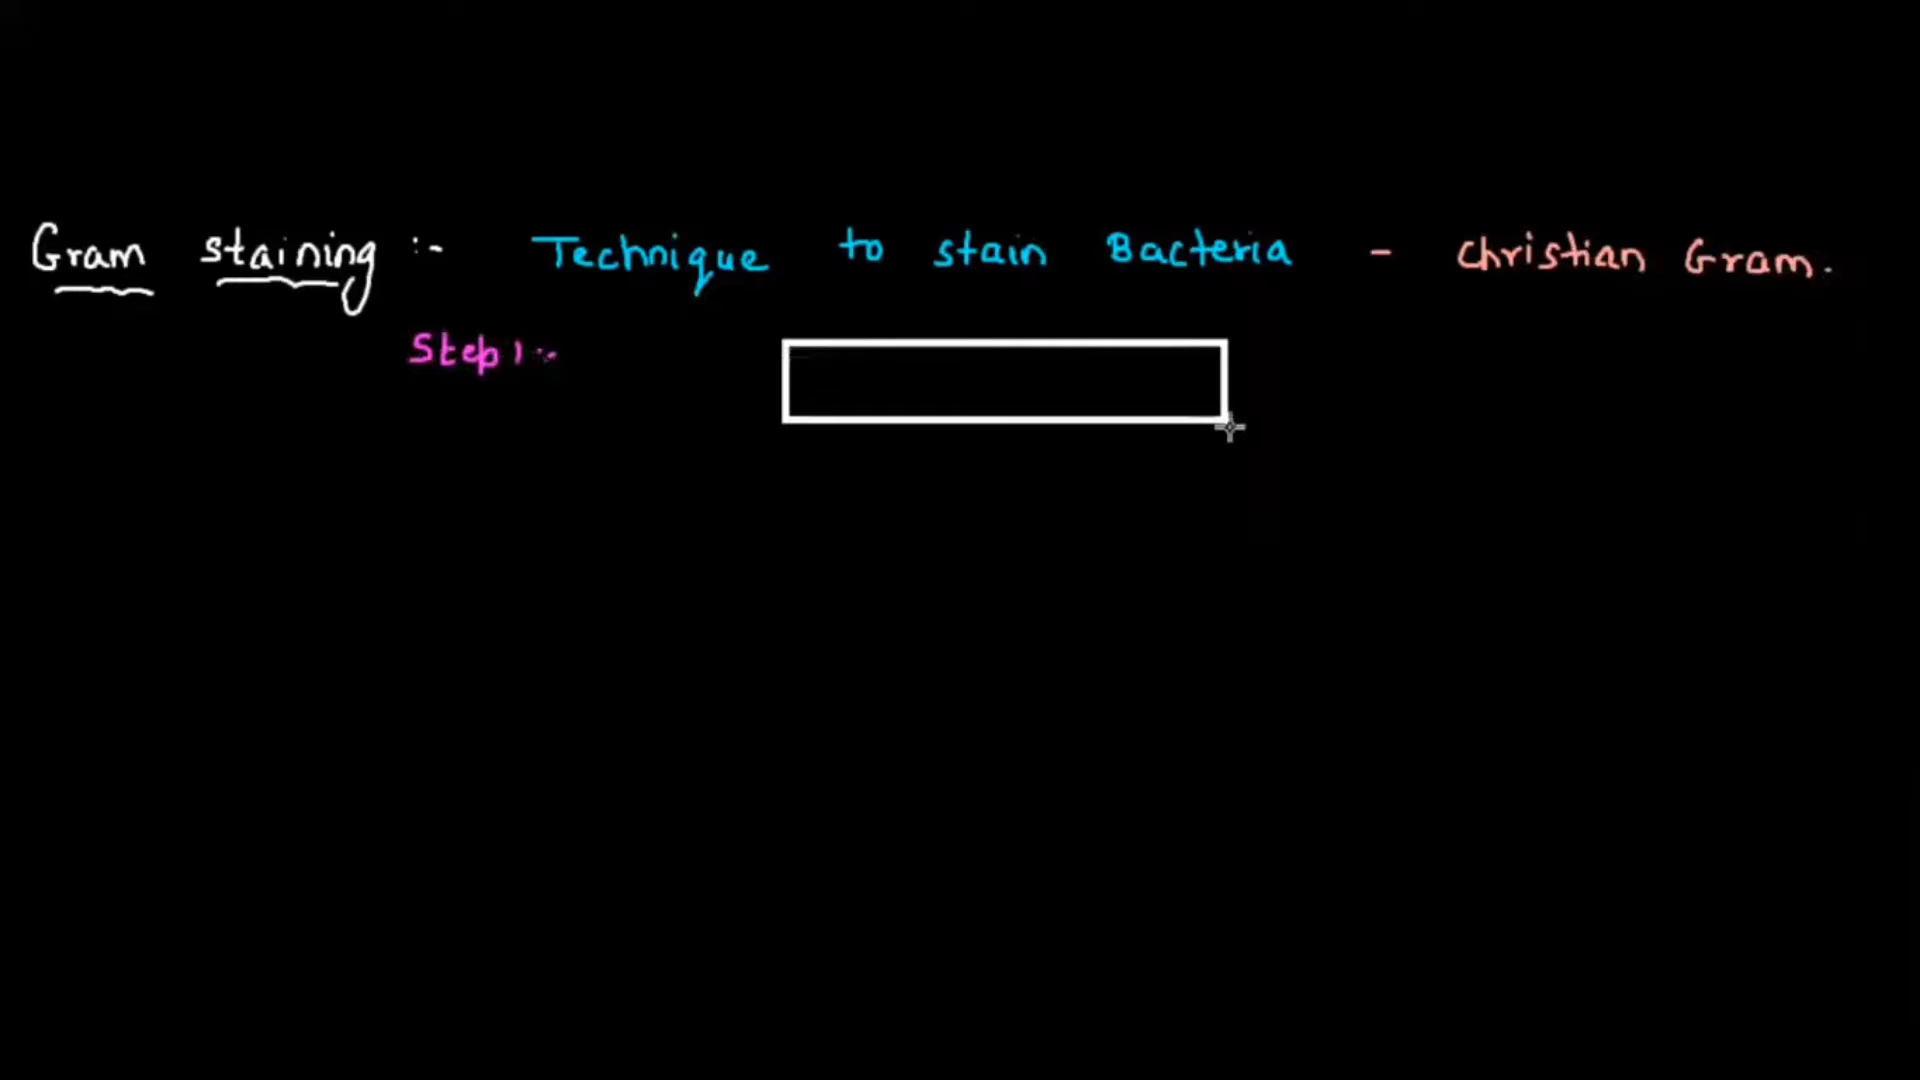 Gram staining :- Technique to stain Bacteria - Christian Gram.
Step 1 :-